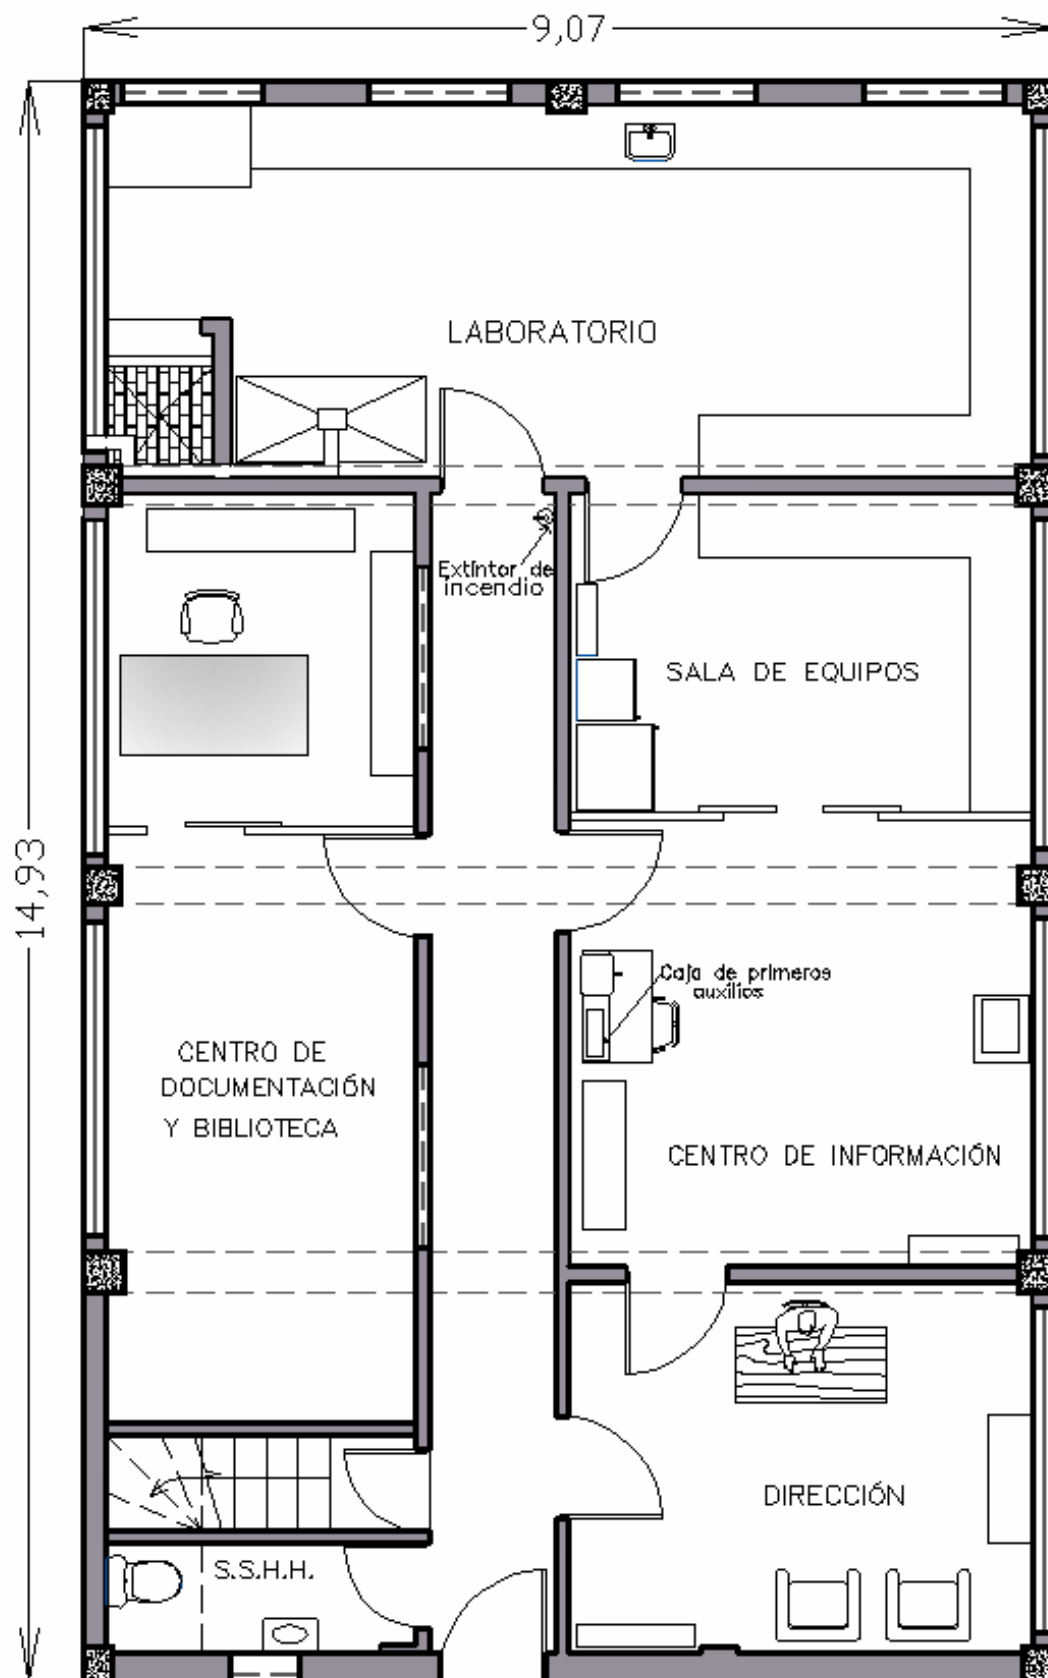 9,07
14,93
LABORATORIO
Extintor de
incendio
SALA DE EQUIPOS
Caja de primeros
auxilios
CENTRO DE
DOCUMENTACIÓN
Y BIBLIOTECA
CENTRO DE INFORMACIÓN
DIRECCIÓN
S.S.H.H.